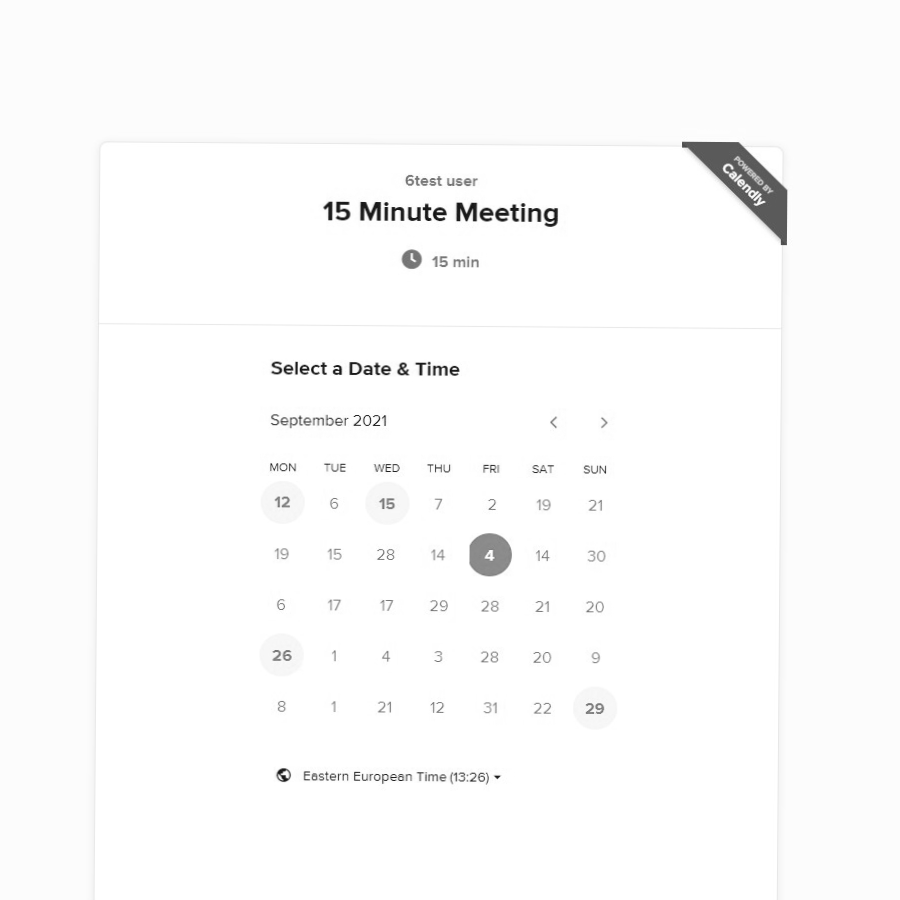 POWERED BY
Calendly
6test user
15 Minute Meeting
15 min
Select a Date & Time
September 2021
MON TUE WED THU FRI SAT SUN
12 6 15 7 2 19 21
19 15 28 14 4 14 30
6 17 17 29 28 21 20
26 1 4 3 28 20 9
8 1 21 12 31 22 29
Eastern European Time (13:26)